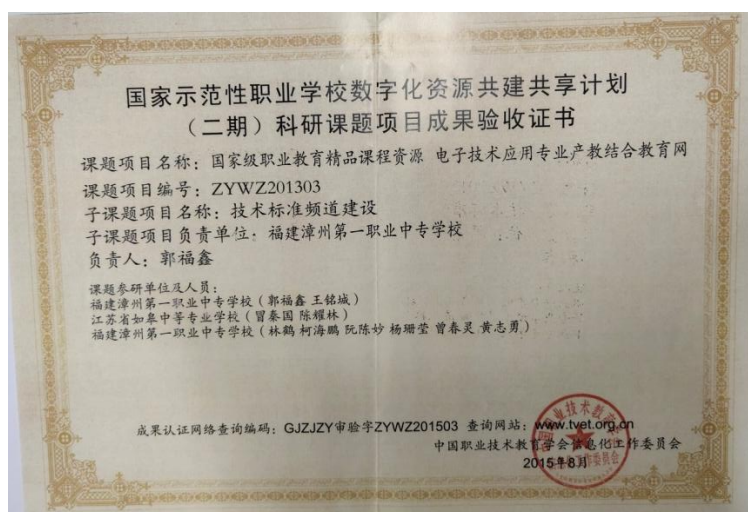 国家示范性职业学校数字化资源共建共享计划
（二期）科研课题项目成果验收证书
课题项目名称：国家级职业教育精品课程资源 电子技术应用专业产教结合教育网
课题项目编号：ZYWZ201303
子课题项目名称：技术标准频道建设
子课题项目负责单位：福建漳州第一职业中专学校
负责人：郭福鑫
课题参研单位及人员：
福建漳州第一职业中专学校（郭福鑫 王铭城）
江苏省如皋中等专业学校（冒秦国 陈耀林）
福建漳州第一职业中专学校（林鹤 柯海鹏 阮陈妙 杨珊莹 曾春灵 黄志勇）
成果认证网络查询编码：GJZJZY审验字ZYWZ201503 查询网站：www.tvet.org.cn
中国职业技术教育学会信息化工作委员会
2015年8月